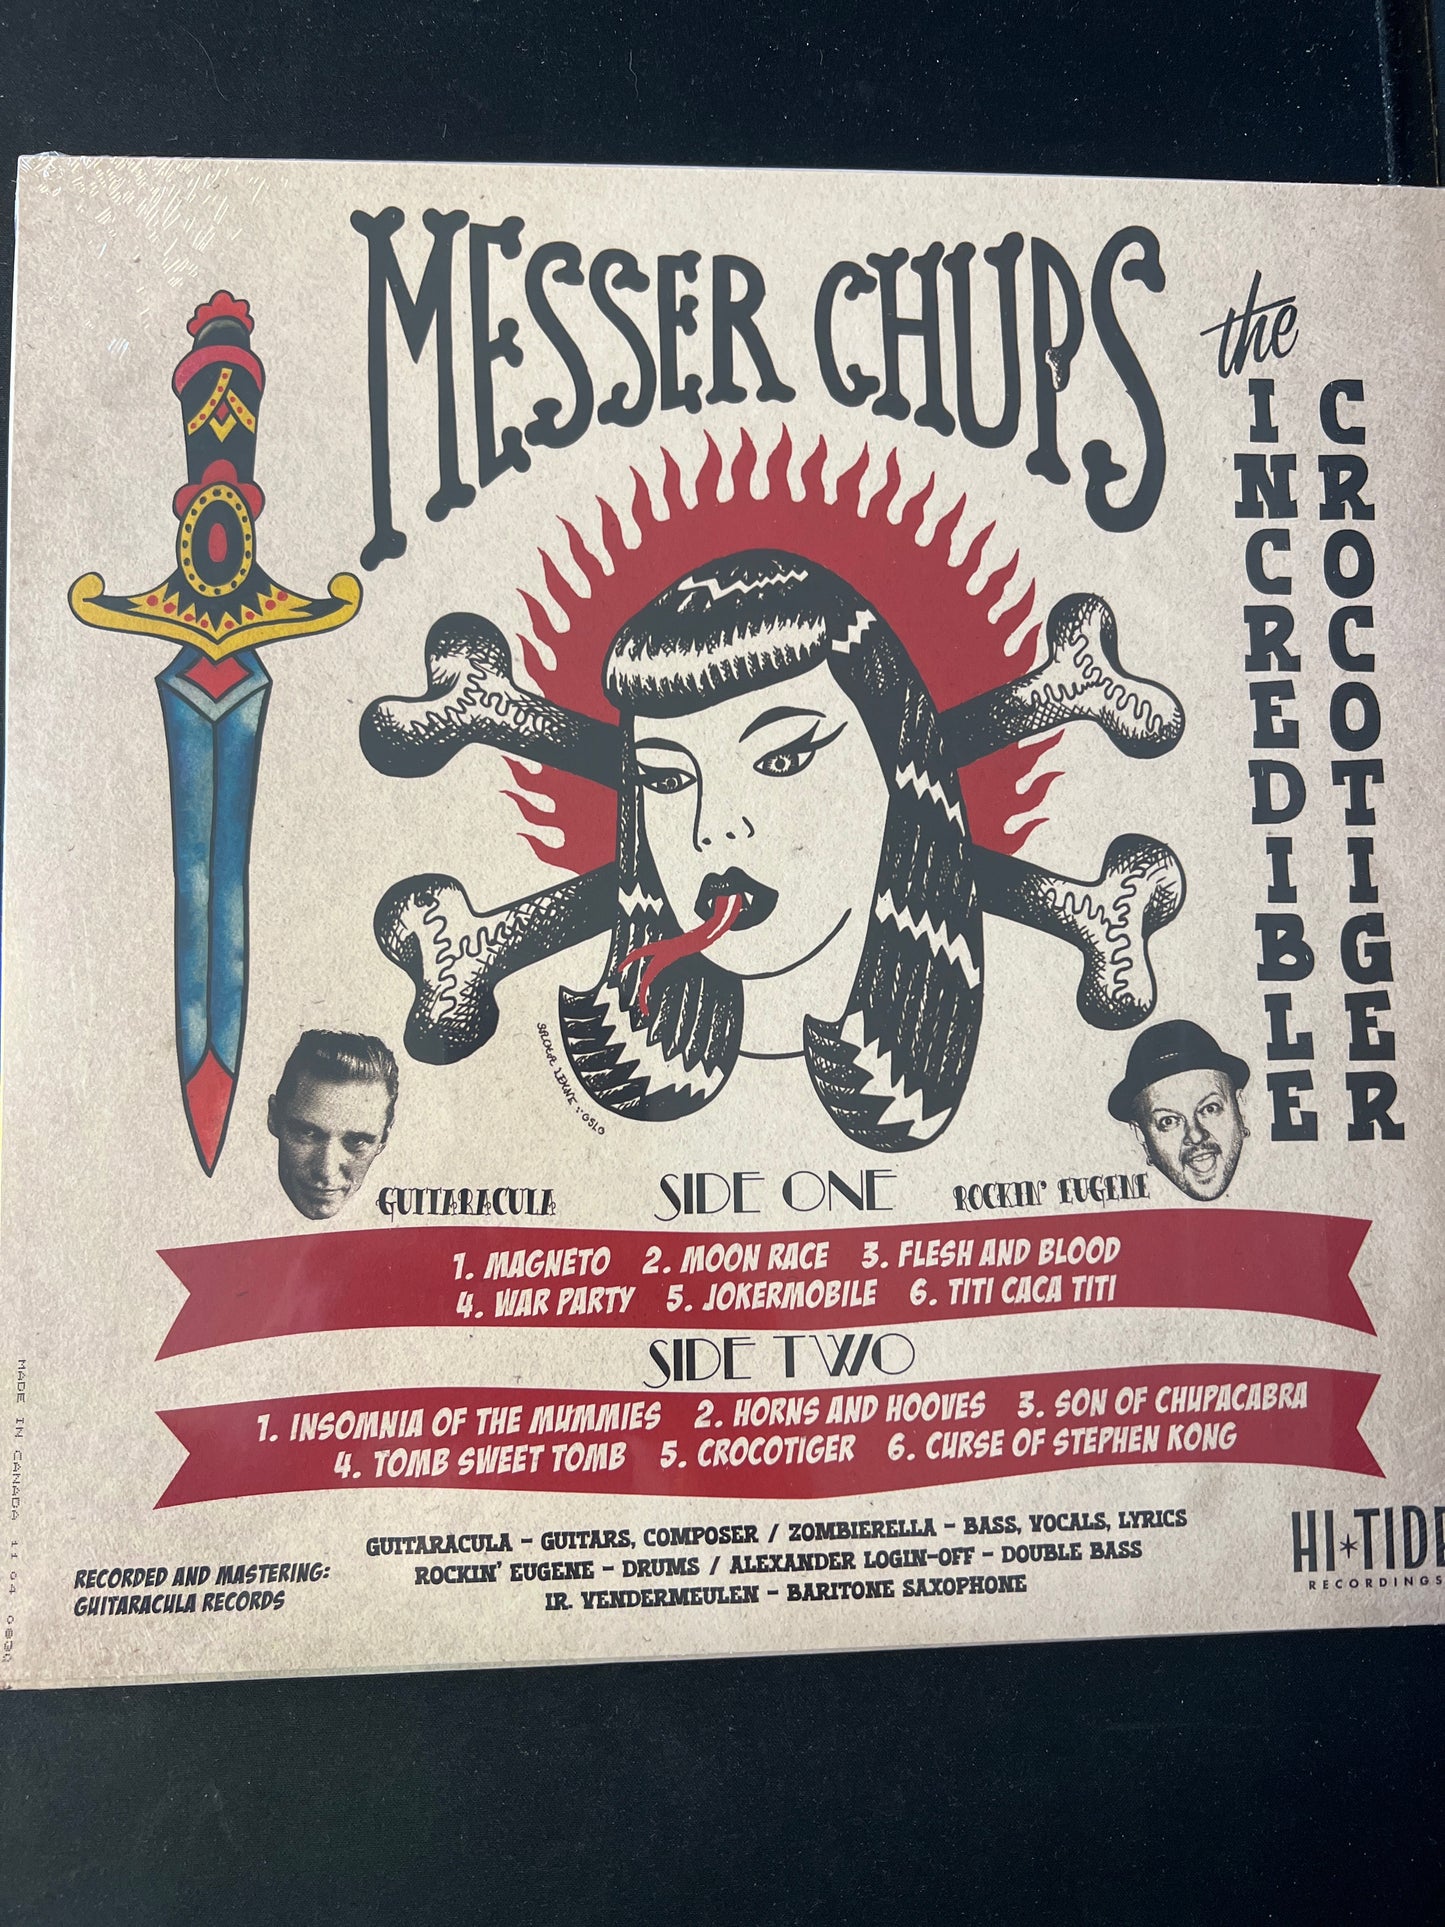 MESSER CHUPS
the
INCREDIBLE
CROCOTIGER
GUITARACULA
SIDE ONE
ROCKIN' EUGENE
1. MAGNETO 2. MOON RACE 3. FLESH AND BLOOD
4. WAR PARTY 5. JOKERMOBILE 6. TITI CACA TITI
SIDE TWO
1. INSOMNIA OF THE MUMMIES 2. HORNS AND HOOVES 3. SON OF CHUPACABRA
4. TOMB SWEET TOMB 5. CROCOTIGER 6. CURSE OF STEPHEN KONG
GUITARACULA - GUITARS, COMPOSER / ZOMBIERELLA - BASS, VOCALS, LYRICS
ROCKIN' EUGENE - DRUMS / ALEXANDER LOGIN-OFF - DOUBLE BASS
IR. VENDERMEULEN - BARITONE SAXOPHONE
RECORDED AND MASTERING:
GUITARACULA RECORDS
HI*TIDE
RECORDINGS
MADE IN CANADA
OSLO